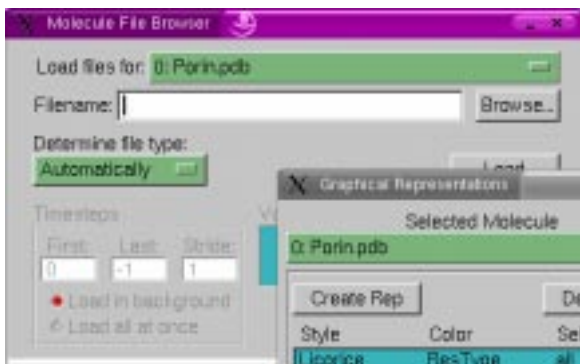 Molecule File Browser
Load files for: 0: Porin.pdb
Filename:
Browse...
Determine file type:
Automatically
Load
Timesteps
First: Last: Stride:
0 -1 1
Load in background
Load all at once
Graphical Representations
Selected Molecule
0: Porin.pdb
Create Rep
Style Color
Licorice ResType all